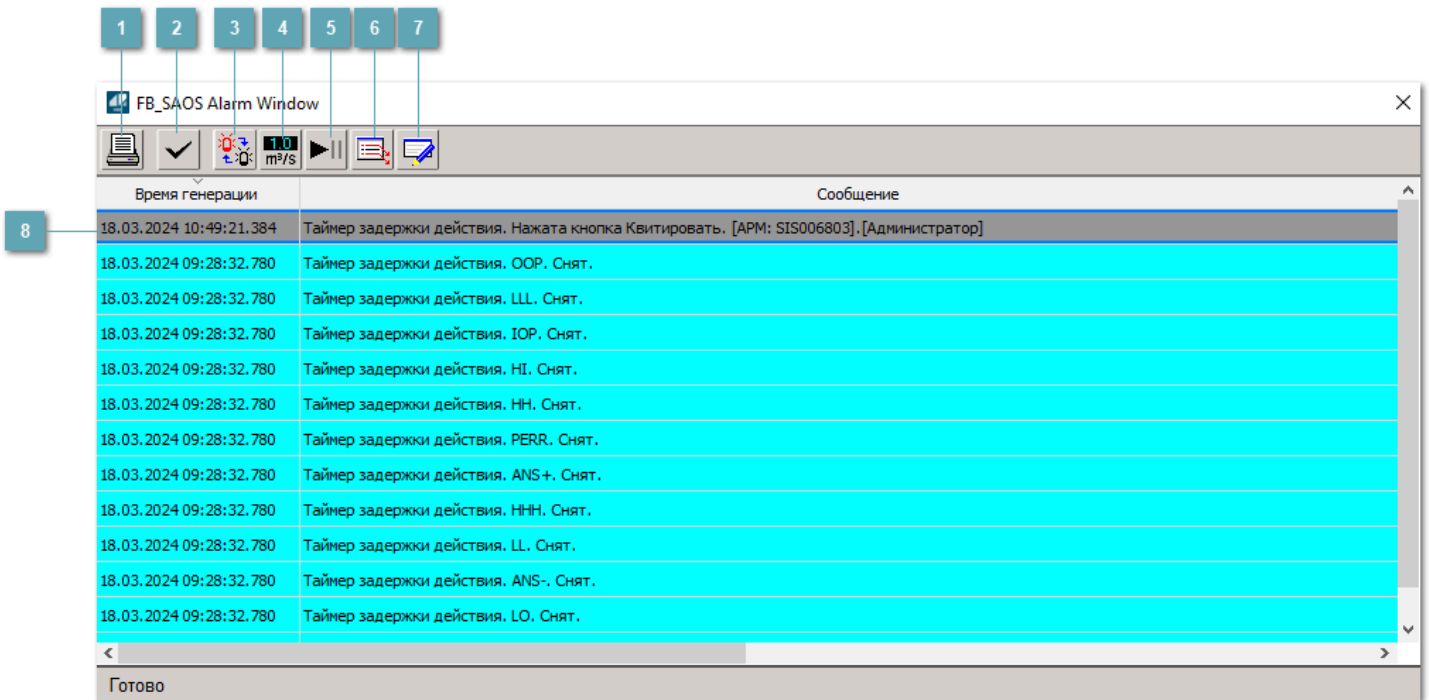 1 2 3 4 5 6 7
FB_SAOS Alarm Window
1.0
m³/s
Время генерации Сообщение
8
18.03.2024 10:49:21.384 Таймер задержки действия. Нажата кнопка Квитировать. [АРМ: SIS006803].[Администратор]
18.03.2024 09:28:32.780 Таймер задержки действия. OOP. Снят.
18.03.2024 09:28:32.780 Таймер задержки действия. LLL. Снят.
18.03.2024 09:28:32.780 Таймер задержки действия. IOP. Снят.
18.03.2024 09:28:32.780 Таймер задержки действия. HI. Снят.
18.03.2024 09:28:32.780 Таймер задержки действия. HH. Снят.
18.03.2024 09:28:32.780 Таймер задержки действия. PERR. Снят.
18.03.2024 09:28:32.780 Таймер задержки действия. ANS+. Снят.
18.03.2024 09:28:32.780 Таймер задержки действия. HHH. Снят.
18.03.2024 09:28:32.780 Таймер задержки действия. LL. Снят.
18.03.2024 09:28:32.780 Таймер задержки действия. ANS-. Снят.
18.03.2024 09:28:32.780 Таймер задержки действия. LO. Снят.
Готово